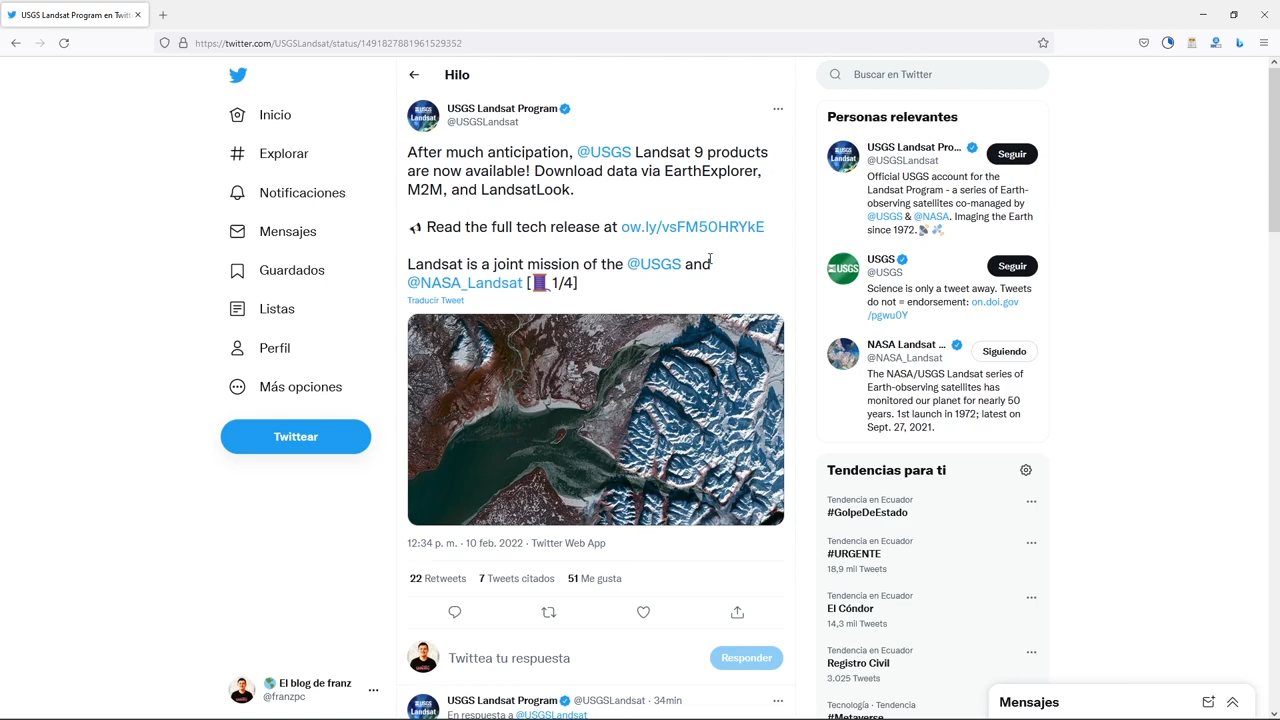 USGS Landsat Program en Twitt
https://twitter.com/USGSLandsat/status/1491827881961529352
Inicio
Explorar
Notificaciones
Mensajes
Guardados
Listas
Perfil
Más opciones
Twittear
El blog de franz
@franzpc
Hilo
USGS Landsat Program
@USGSLandsat
After much anticipation, @USGS Landsat 9 products
are now available! Download data via EarthExplorer,
M2M, and LandsatLook.
Read the full tech release at ow.ly/vsFM50HRYkE
Landsat is a joint mission of the @USGS and
@NASA_Landsat [🧵1/4]
Traducir Tweet
12:34 p. m. · 10 feb. 2022 · Twitter Web App
22 Retweets 7 Tweets citados 51 Me gusta
Twittea tu respuesta
Responder
USGS Landsat Program @USGSLandsat · 34min
En respuesta a @USGSLandsat
Buscar en Twitter
Personas relevantes
USGS Landsat Pro...
@USGSLandsat
Seguir
Official USGS account for the
Landsat Program - a series of Earth-
observing satellites co-managed by
@USGS & @NASA. Imaging the Earth
since 1972.
USGS
@USGS
Seguir
Science is only a tweet away. Tweets
do not = endorsement: on.doi.gov
/pgwu0Y
NASA Landsat ...
@NASA_Landsat
Siguiendo
The NASA/USGS Landsat series of
Earth-observing satellites has
monitored our planet for nearly 50
years. 1st launch in 1972; latest on
Sept. 27, 2021.
Tendencias para ti
Tendencia en Ecuador
#GolpeDeEstado
Tendencia en Ecuador
#URGENTE
18,9 mil Tweets
Tendencia en Ecuador
El Cóndor
14,3 mil Tweets
Tendencia en Ecuador
Registro Civil
3.025 Tweets
Tecnología · Tendencia
#Metaverse
Mensajes